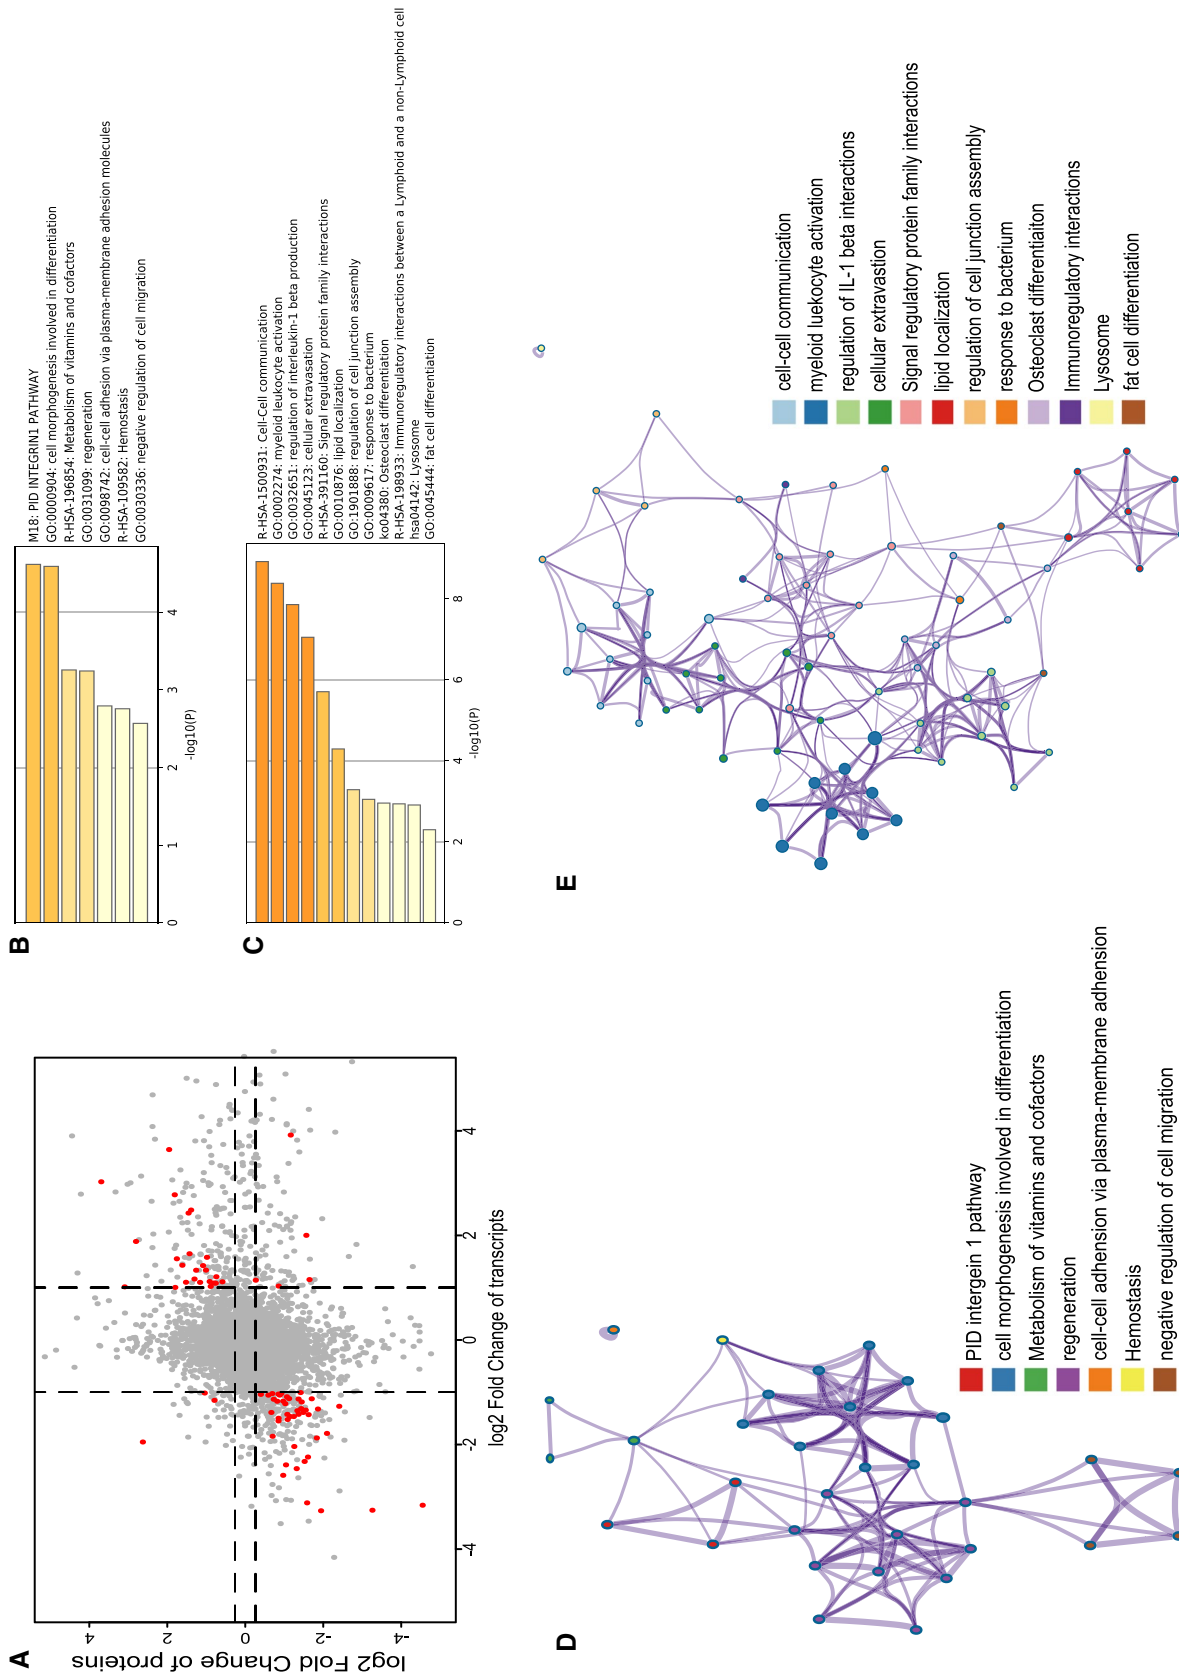 A
log2 Fold Change of proteins
4
2
0
-2
-4
-4
-2
0
2
4
log2 Fold Change of transcripts
B
M18: PID INTEGRIN1 PATHWAY
GO:0000904: cell morphogenesis involved in differentiation
R-HSA-196854: Metabolism of vitamins and cofactors
GO:0031099: regeneration
GO:0098742: cell-cell adhesion via plasma-membrane adhesion molecules
R-HSA-109582: Hemostasis
GO:0030336: negative regulation of cell migration
0
1
2
3
4
-log10(P)
C
R-HSA-1500931: Cell-Cell communication
GO:0002274: myeloid leukocyte activation
GO:0032651: regulation of interleukin-1 beta production
GO:0045123: cellular extravasation
R-HSA-391160: Signal regulatory protein family interactions
GO:0010876: lipid localization
GO:1901888: regulation of cell junction assembly
GO:0009617: response to bacterium
ko04380: Osteoclast differentiation
R-HSA-198933: Immunoregulatory interactions between a Lymphoid and a non-Lymphoid cell
hsa04142: Lysosome
GO:0045444: fat cell differentiation
0
2
4
6
8
-log10(P)
D
PID intergein 1 pathway
cell morphogenesis involved in differentiation
Metabolism of vitamins and cofactors
regeneration
cell-cell adhension via plasma-membrane adhension
Hemostasis
negative regulation of cell migration
E
cell-cell communication
myeloid luekocyte activation
regulation of IL-1 beta interactions
cellular extravastion
Signal regulatory protein family interactions
lipid localization
regulation of cell junction assembly
response to bacterium
Osteoclast differentiaiton
Immunoregulatory interactions
Lysosome
fat cell differentiation